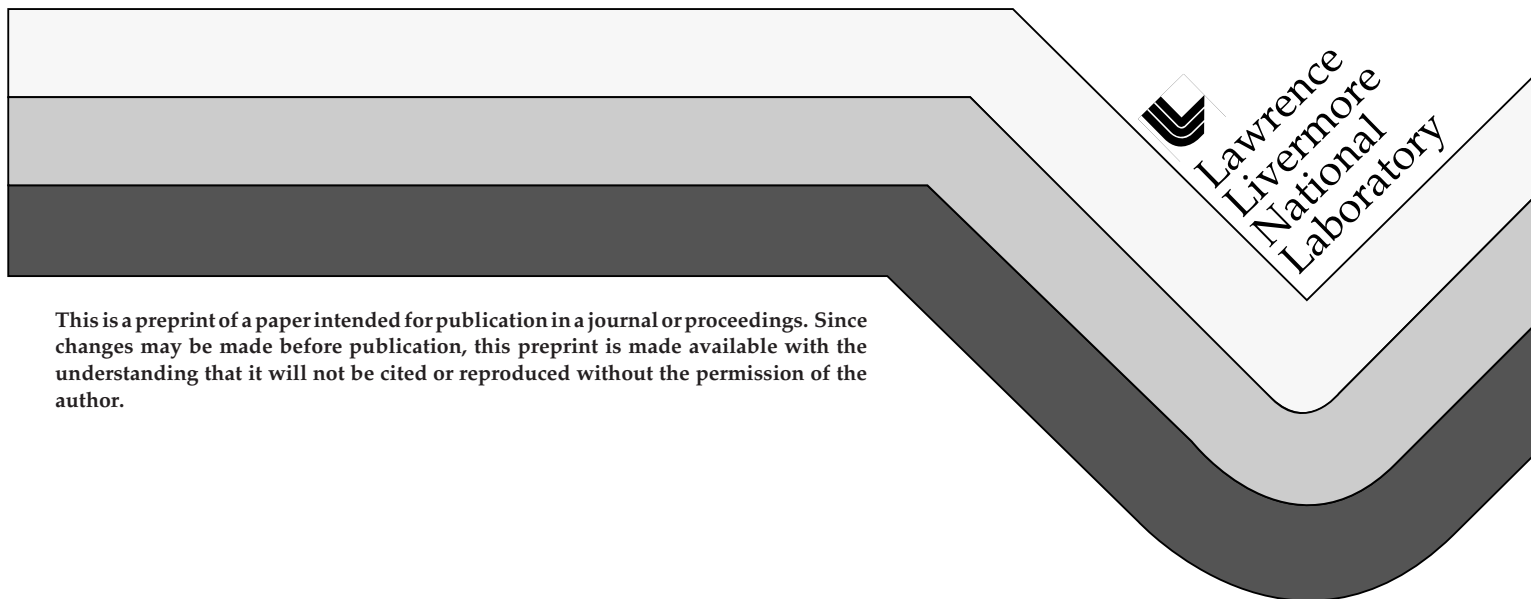 Lawrence
Livermore
National
Laboratory
This is a preprint of a paper intended for publication in a journal or proceedings. Since
changes may be made before publication, this preprint is made available with the
understanding that it will not be cited or reproduced without the permission of the
author.